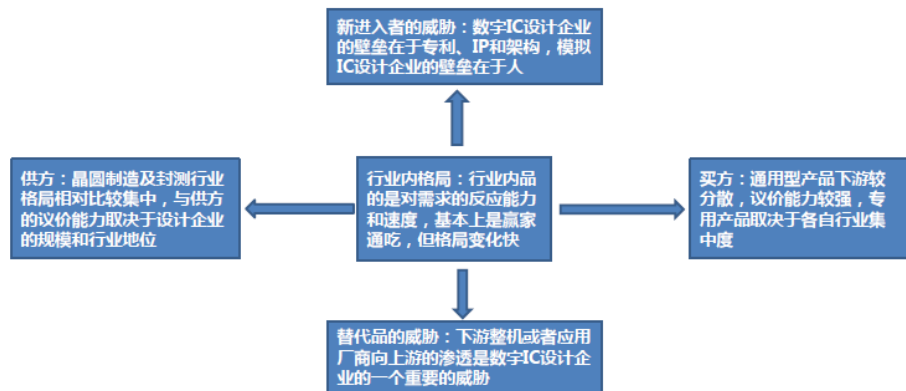 新进入者的威胁：数字IC设计企业
的壁垒在于专利、IP和架构，模拟
IC设计企业的壁垒在于人
供方：晶圆制造及封测行业
格局相对比较集中，与供方
的议价能力取决于设计企业
的规模和行业地位
行业内格局：行业内品
的是对需求的反应能力
和速度，基本上是赢家
通吃，但格局变化快
买方：通用型产品下游较
分散，议价能力较强，专
用产品取决于各自行业集
中度
替代品的威胁：下游整机或者应用
厂商向上游的渗透是数字IC设计企
业的一个重要的威胁